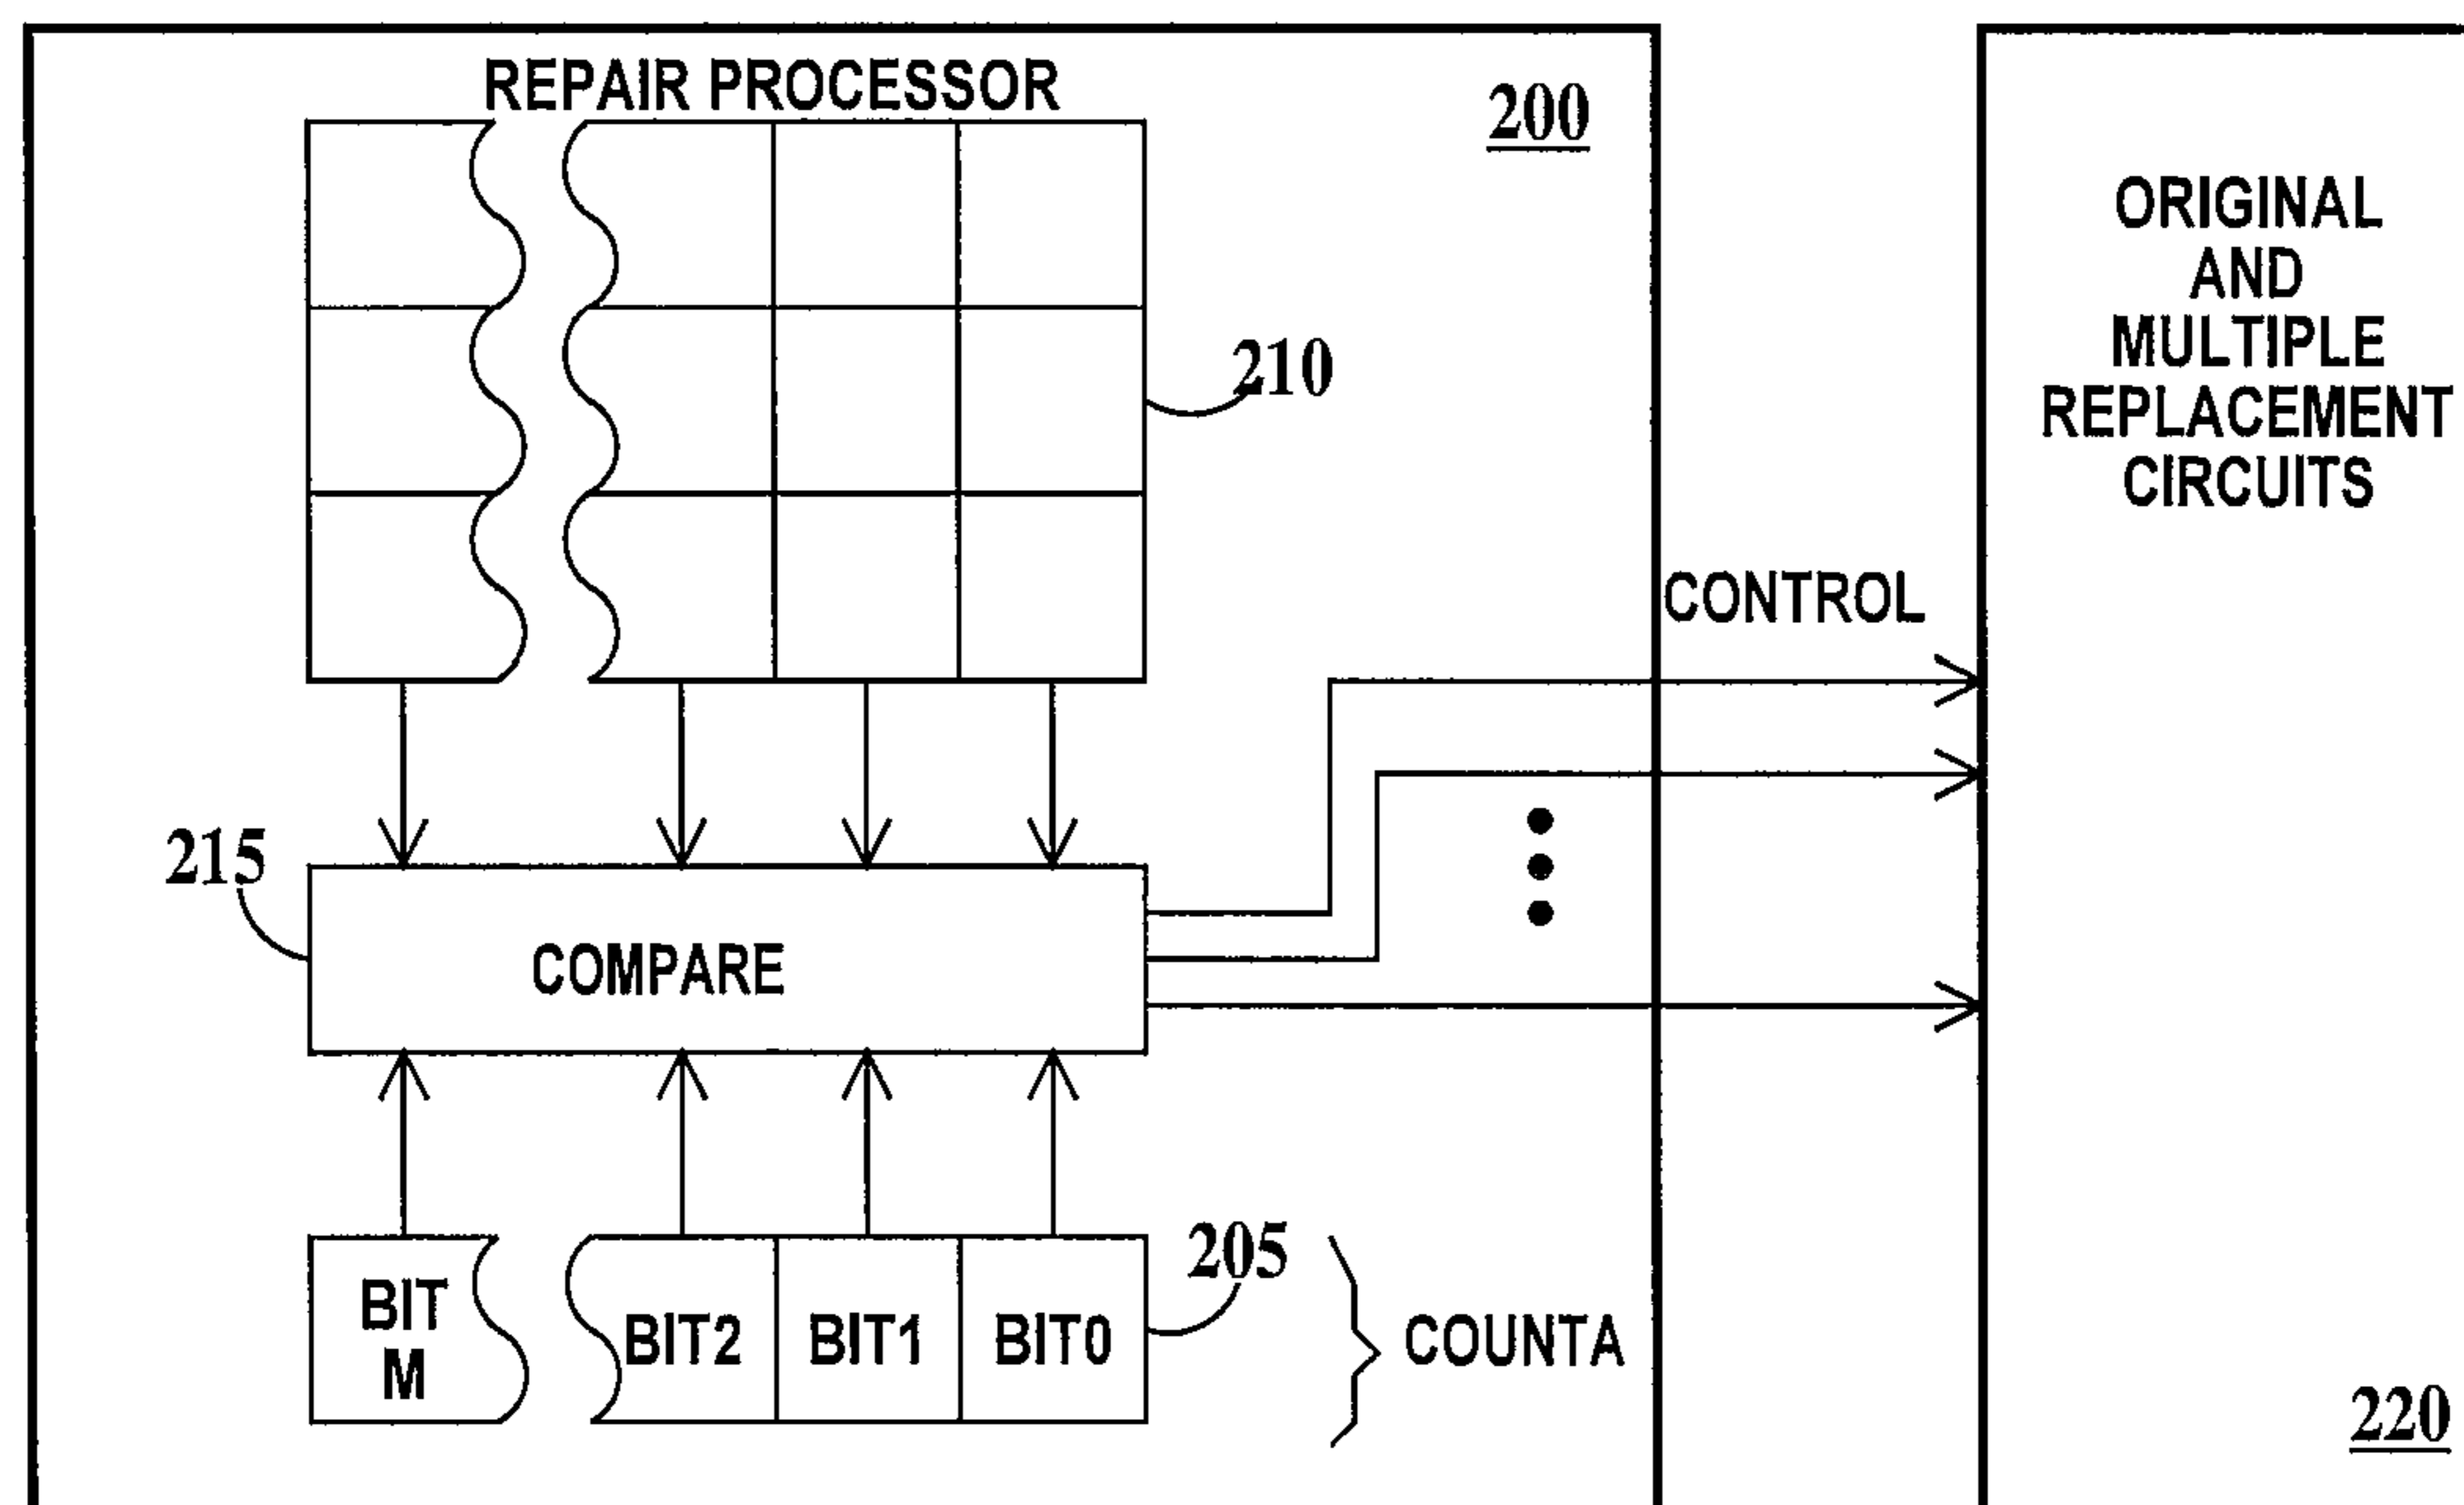 REPAIR PROCESSOR
200
210
ORIGINAL
AND
MULTIPLE
REPLACEMENT
CIRCUITS
CONTROL
215
COMPARE
205
BIT
M
BIT2
BIT1
BIT0
COUNTA
220